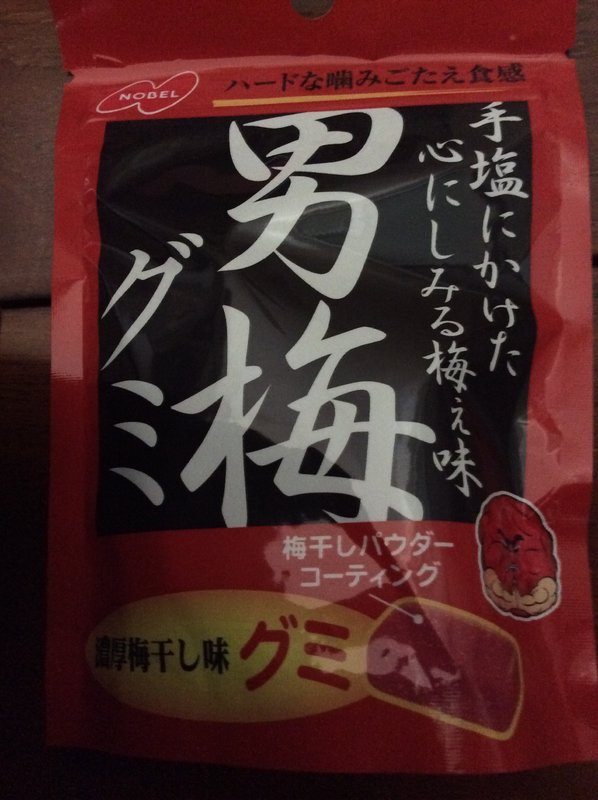 NOBEL
ハードな噛みごたえ食感
手塩にかけた
心にしみる梅ぇ味
男梅
グミ
梅干しパウダー
コーティング
濃厚梅干し味
グミ